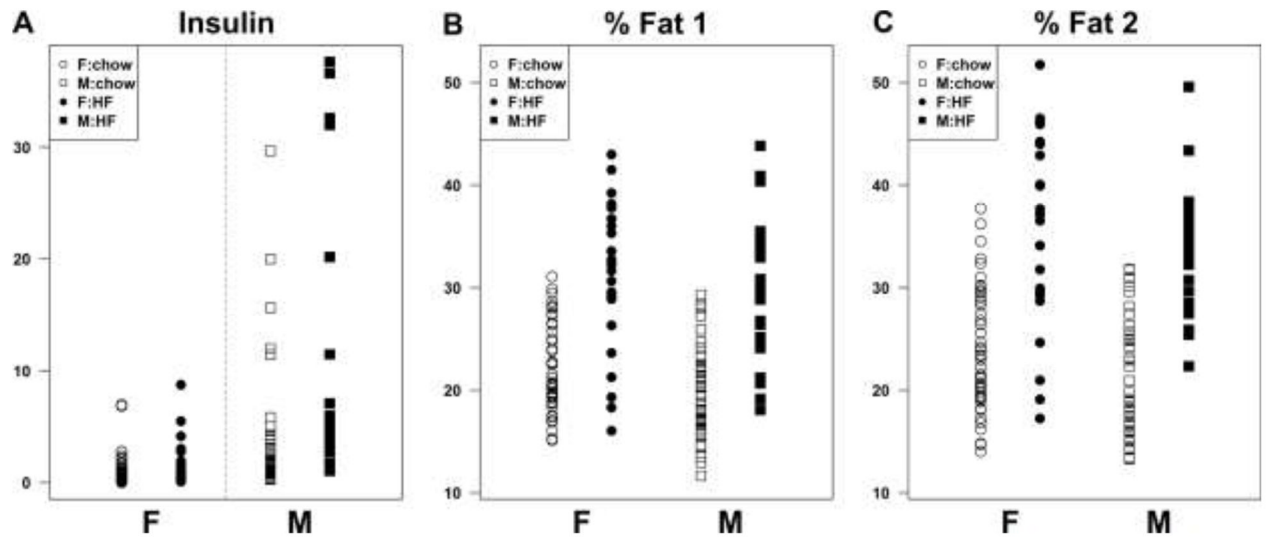 A Insulin
F:chow
M:chow
F:HF
M:HF
30
20
10
0
F M
B % Fat 1
F:chow
M:chow
F:HF
M:HF
50
40
30
20
10
F M
C % Fat 2
F:chow
M:chow
F:HF
M:HF
50
40
30
20
10
F M